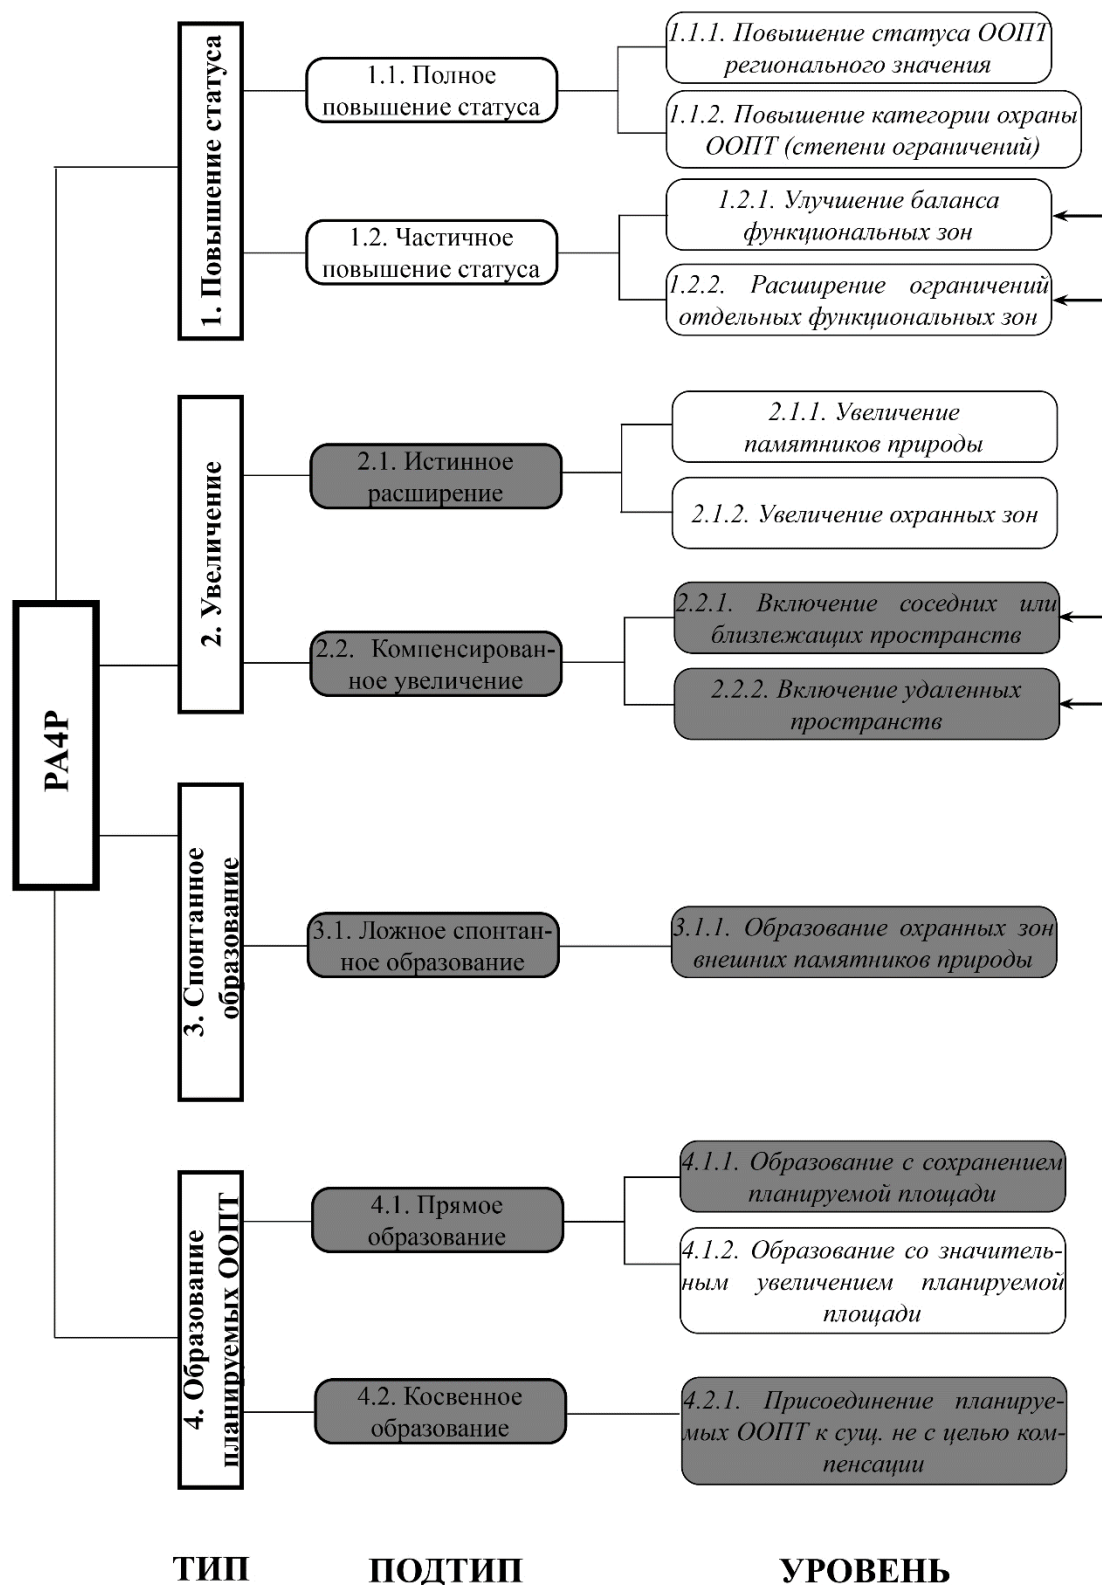 РА4Р
1. Повышение статуса
1.1. Полное
повышение статуса
1.1.1. Повышение статуса ООПТ
регионального значения
1.1.2. Повышение категории охраны
ООПТ (степени ограничений)
1.2. Частичное
повышение статуса
1.2.1. Улучшение баланса
функциональных зон
1.2.2. Расширение ограничений
отдельных функциональных зон
2. Увеличение
2.1. Истинное
расширение
2.1.1. Увеличение
памятников природы
2.1.2. Увеличение охранных зон
2.2. Компенсирован-
ное увеличение
2.2.1. Включение соседних или
близлежащих пространств
2.2.2. Включение удаленных
пространств
3. Спонтанное
образование
3.1. Ложное спонтан-
ное образование
3.1.1. Образование охранных зон
внешних памятников природы
4. Образование
планируемых ООПТ
4.1. Прямое
образование
4.1.1. Образование с сохранением
планируемой площади
4.1.2. Образование со значитель-
ным увеличением планируемой
площади
4.2. Косвенное
образование
4.2.1. Присоединение планируе-
мых ООПТ к сущ. не с целью ком-
пенсации
ТИП ПОДТИП УРОВЕНЬ